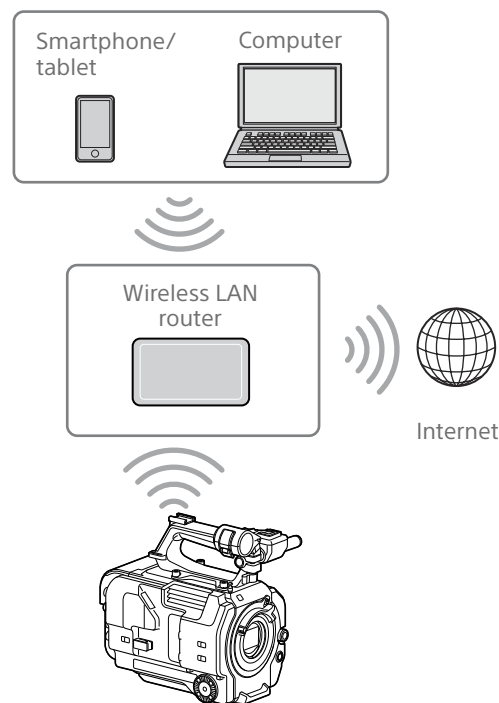 Smartphone/
tablet
Computer
Wireless LAN
router
Internet